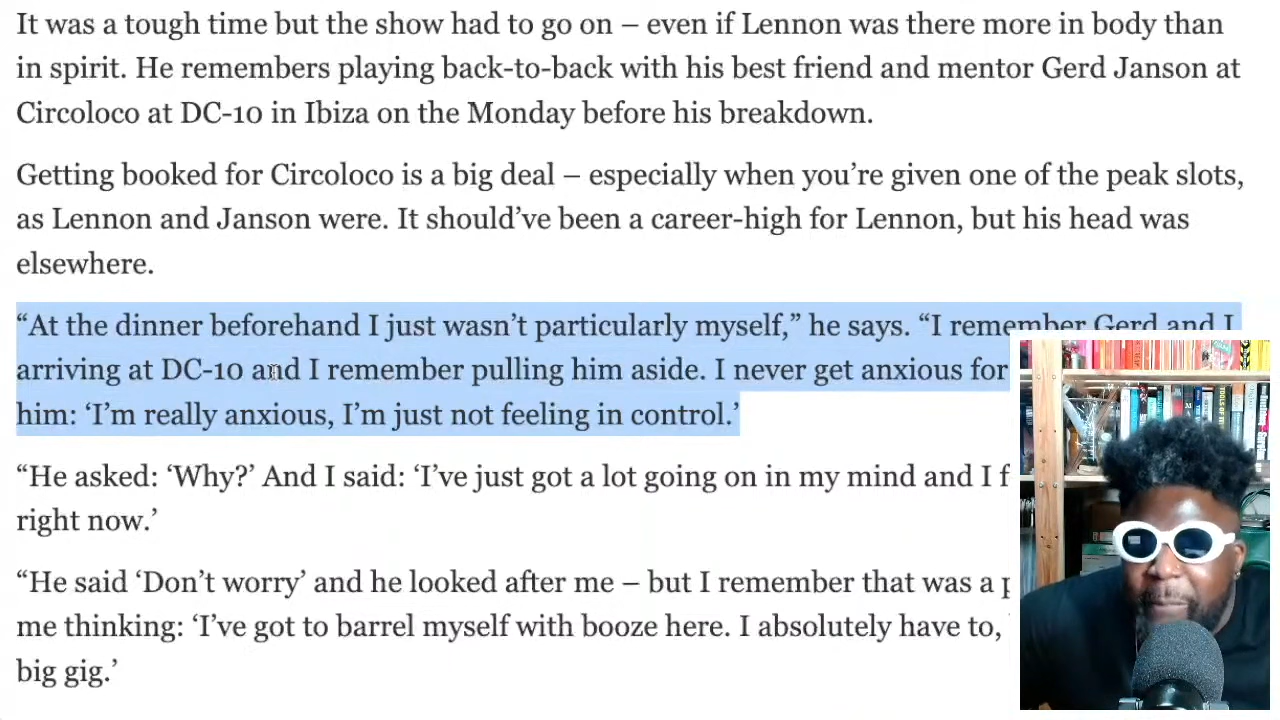 It was a tough time but the show had to go on – even if Lennon was there more in body than
in spirit. He remembers playing back-to-back with his best friend and mentor Gerd Janson at
Circoloco at DC-10 in Ibiza on the Monday before his breakdown.
Getting booked for Circoloco is a big deal – especially when you’re given one of the peak slots,
as Lennon and Janson were. It should’ve been a career-high for Lennon, but his head was
elsewhere.
“At the dinner beforehand I just wasn’t particularly myself,” he says. “I remember Gerd and I
arriving at DC-10 and I remember pulling him aside. I never get anxious for
him: ‘I’m really anxious, I’m just not feeling in control.’
“He asked: ‘Why?’ And I said: ‘I’ve just got a lot going on in my mind and I
right now.’
“He said ‘Don’t worry’ and he looked after me – but I remember that was a
me thinking: ‘I’ve got to barrel myself with booze here. I absolutely have to,
big gig.’